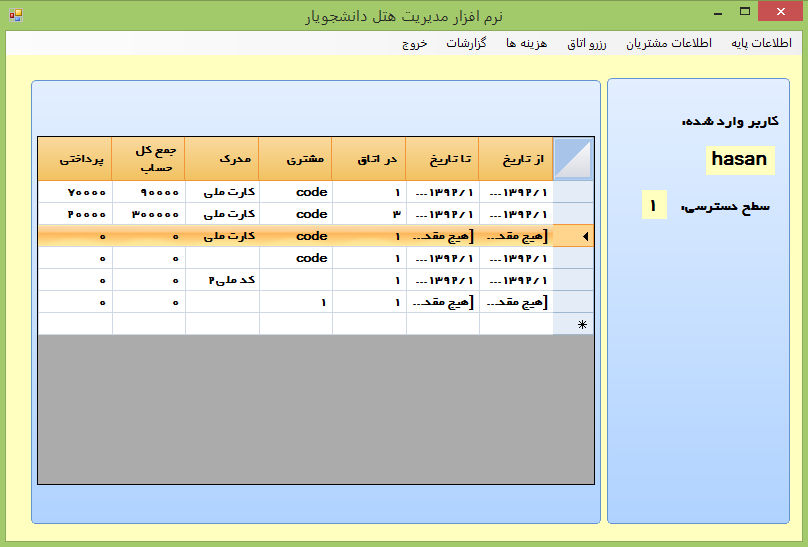 نرم افزار مدیریت هتل دانشجویار
اطلاعات پایه اطلاعات مشتریان رزرو اتاق هزینه ها گزارشات خروج
کاربر وارد شده:
hasan
سطح دسترسی: ۱
از تاریخ تا تاریخ در اتاق مشتری مدرک جمع کل حساب پرداختی
۱۳۹۲/۱... ۱۳۹۲/۱... ۱ code کارت ملی ۹۰۰۰۰ ۷۰۰۰۰
۱۳۹۲/۱... ۱۳۹۲/۱... ۳ code کارت ملی ۳۰۰۰۰۰ ۲۰۰۰۰
[هیچ مقد... [هیچ مقد... ۱ code کارت ملی ۰ ۰
۱۳۹۲/۱... ۱۳۹۲/۱... ۱ code ۰ ۰
۱۳۹۲/۱... ۱۳۹۲/۱... ۱ کد ملی۲ ۰ ۰
[هیچ مقد... [هیچ مقد... ۱ ۱ ۰ ۰